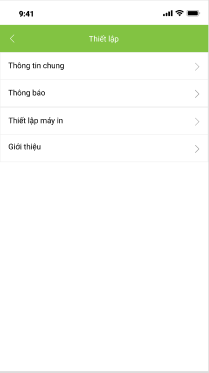 9:41
Thiết lập
Thông tin chung
Thông báo
Thiết lập máy in
Giới thiệu